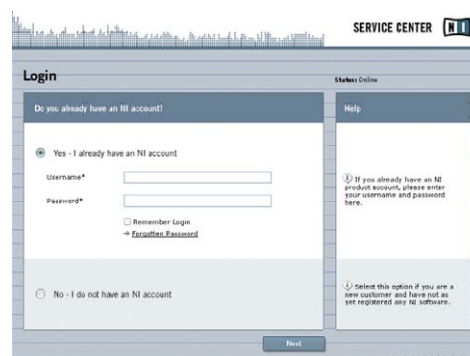 SERVICE CENTER NI
Login
Status: Online
Do you already have an NI account?
Help
Yes - I already have an NI account
Username*
Password*
Remember Login
→ Forgotten Password
If you already have an NI
product account, please enter
your username and password
here.
No - I do not have an NI account
Select this option if you are a
new customer and have not as
yet registered any NI software.
Next